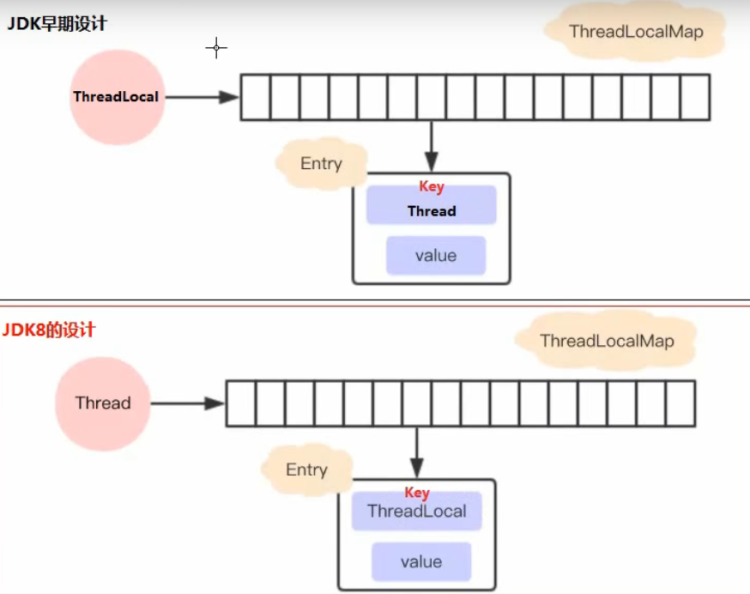 JDK早期设计
ThreadLocalMap
ThreadLocal
Entry
Key
Thread
value
JDK8的设计
ThreadLocalMap
Thread
Entry
Key
ThreadLocal
value